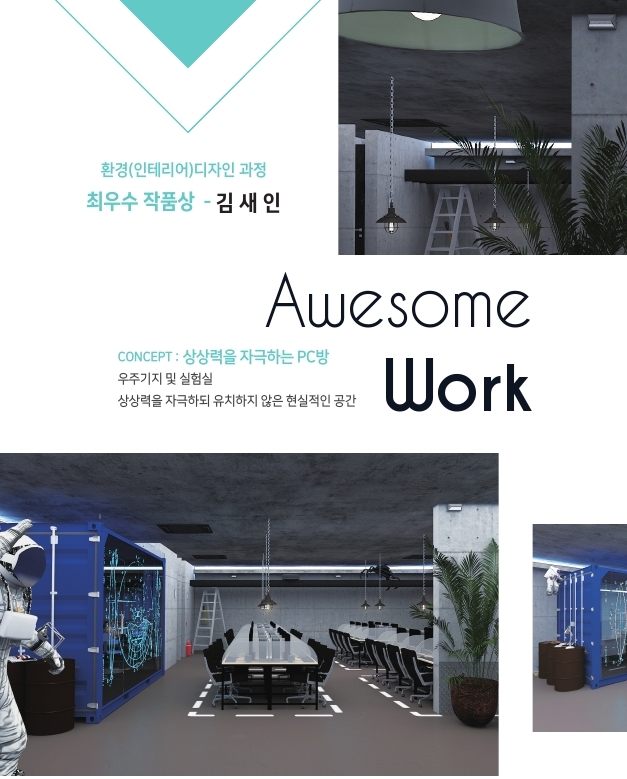 환경(인테리어)디자인 과정
최우수 작품상 - 김 새 인
Awesome
Work
CONCEPT : 상상력을 자극하는 PC방
우주기지 및 실험실
상상력을 자극하되 유치하지 않은 현실적인 공간